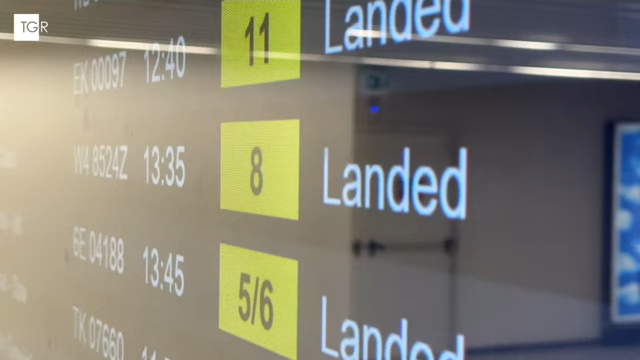 TGR
11
Landed
EK 00097 12:40
8
W4 6524Z 13:35
Landed
5/6
6E 04188 13:45
Landed
TK 07660